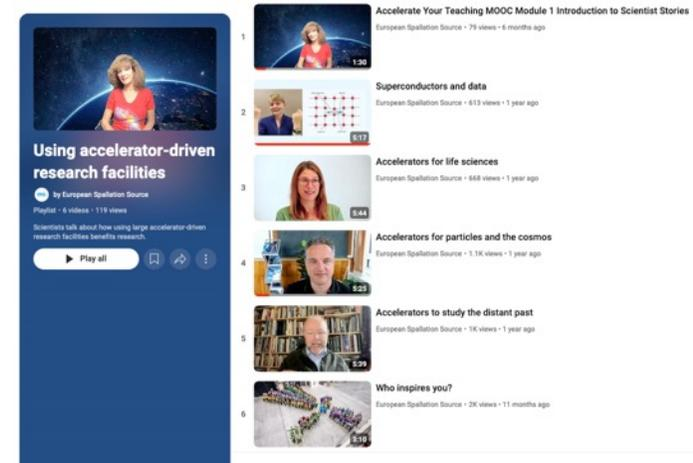 Using accelerator-driven
research facilities
by European Spallation Source
Playlist • 6 videos • 119 views
Scientists talk about how using large accelerator-driven
research facilities benefits research.
Play all
1
1:30
Accelerate Your Teaching MOOC Module 1 Introduction to Scientist Stories
European Spallation Source • 79 views • 6 months ago
2
5:17
Superconductors and data
European Spallation Source • 613 views • 1 year ago
3
5:44
Accelerators for life sciences
European Spallation Source • 668 views • 1 year ago
4
5:25
Accelerators for particles and the cosmos
European Spallation Source • 1.1K views • 1 year ago
5
5:39
Accelerators to study the distant past
European Spallation Source • 1K views • 1 year ago
6
3:10
Who inspires you?
European Spallation Source • 2K views • 11 months ago